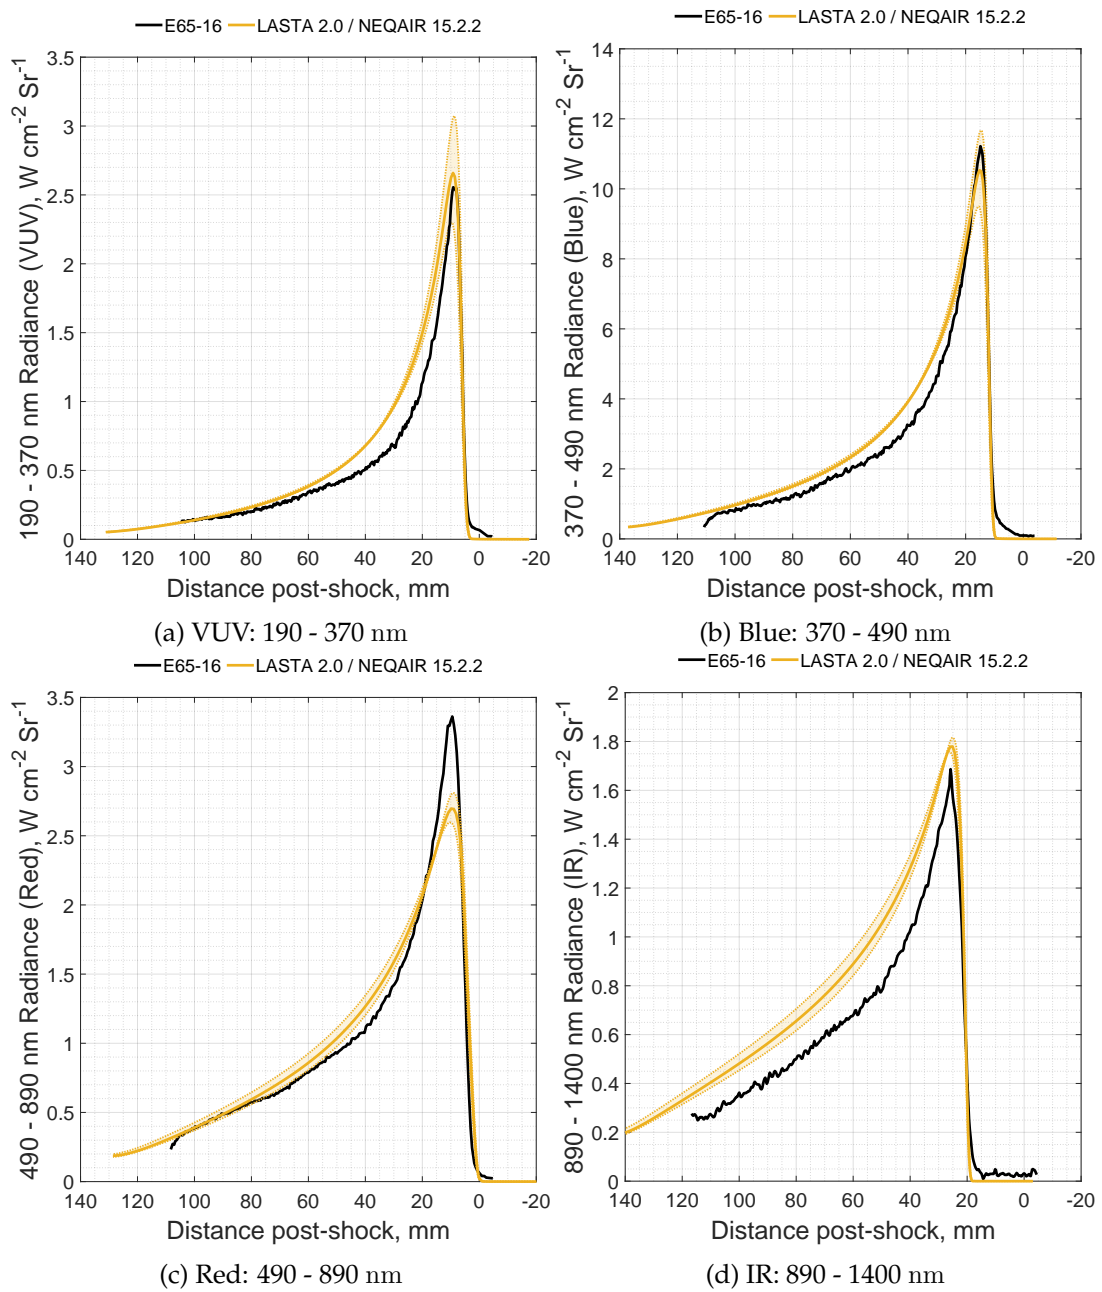 E65-16 LASTA 2.0 / NEQAIR 15.2.2
190 - 370 nm Radiance (VUV), W cm-2 Sr-1
3.5
3
2.5
2
1.5
1
0.5
0
140 120 100 80 60 40 20 0 -20
Distance post-shock, mm
(a) VUV: 190 - 370 nm
E65-16 LASTA 2.0 / NEQAIR 15.2.2
370 - 490 nm Radiance (Blue), W cm-2 Sr-1
14
12
10
8
6
4
2
0
140 120 100 80 60 40 20 0 -20
Distance post-shock, mm
(b) Blue: 370 - 490 nm
E65-16 LASTA 2.0 / NEQAIR 15.2.2
490 - 890 nm Radiance (Red), W cm-2 Sr-1
3.5
3
2.5
2
1.5
1
0.5
0
140 120 100 80 60 40 20 0 -20
Distance post-shock, mm
(c) Red: 490 - 890 nm
E65-16 LASTA 2.0 / NEQAIR 15.2.2
890 - 1400 nm Radiance (IR), W cm-2 Sr-1
2
1.8
1.6
1.4
1.2
1
0.8
0.6
0.4
0.2
0
140 120 100 80 60 40 20 0 -20
Distance post-shock, mm
(d) IR: 890 - 1400 nm